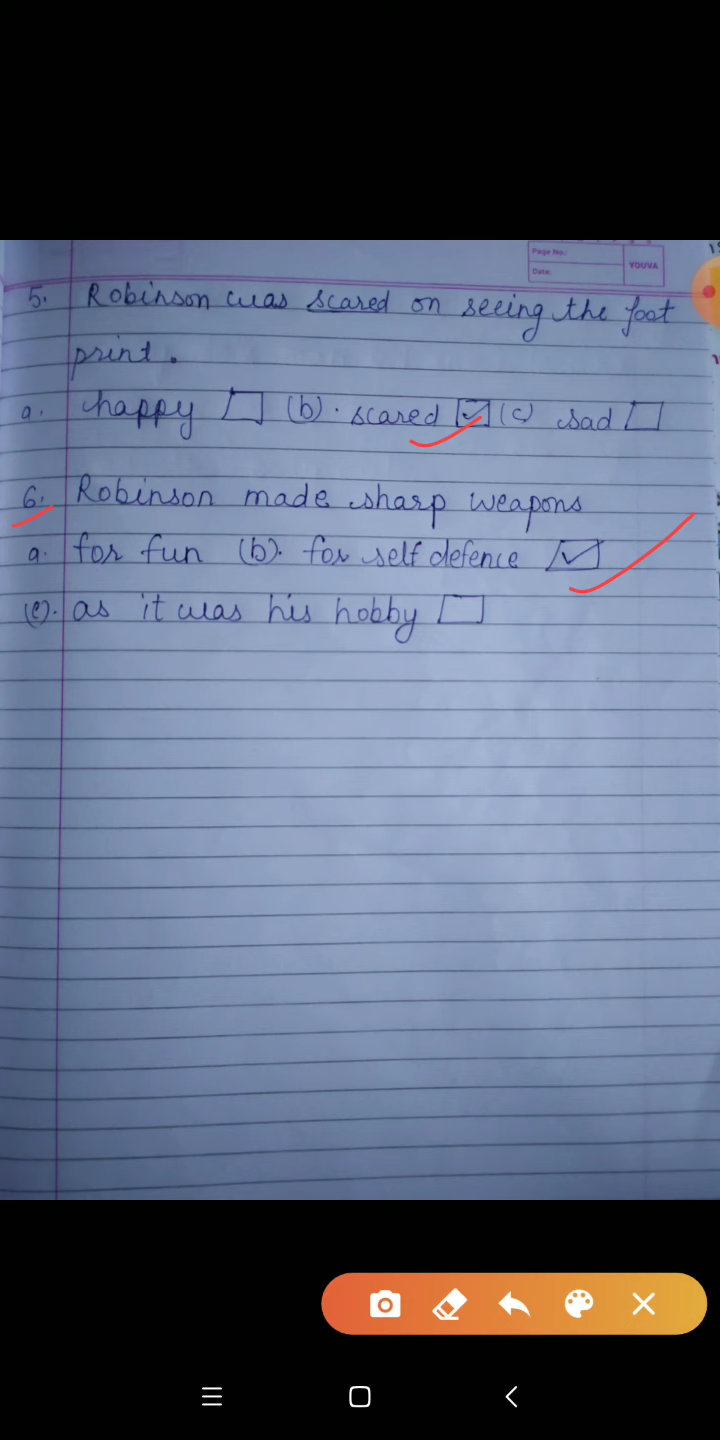 Page No.:
Date:
YOUVA
5. Robinson was scared on seeing the foot
print.
a. happy (b). scared ✓ (c) sad
6. Robinson made sharp weapons
a. for fun (b). for self defence ✓
(c). as it was his hobby